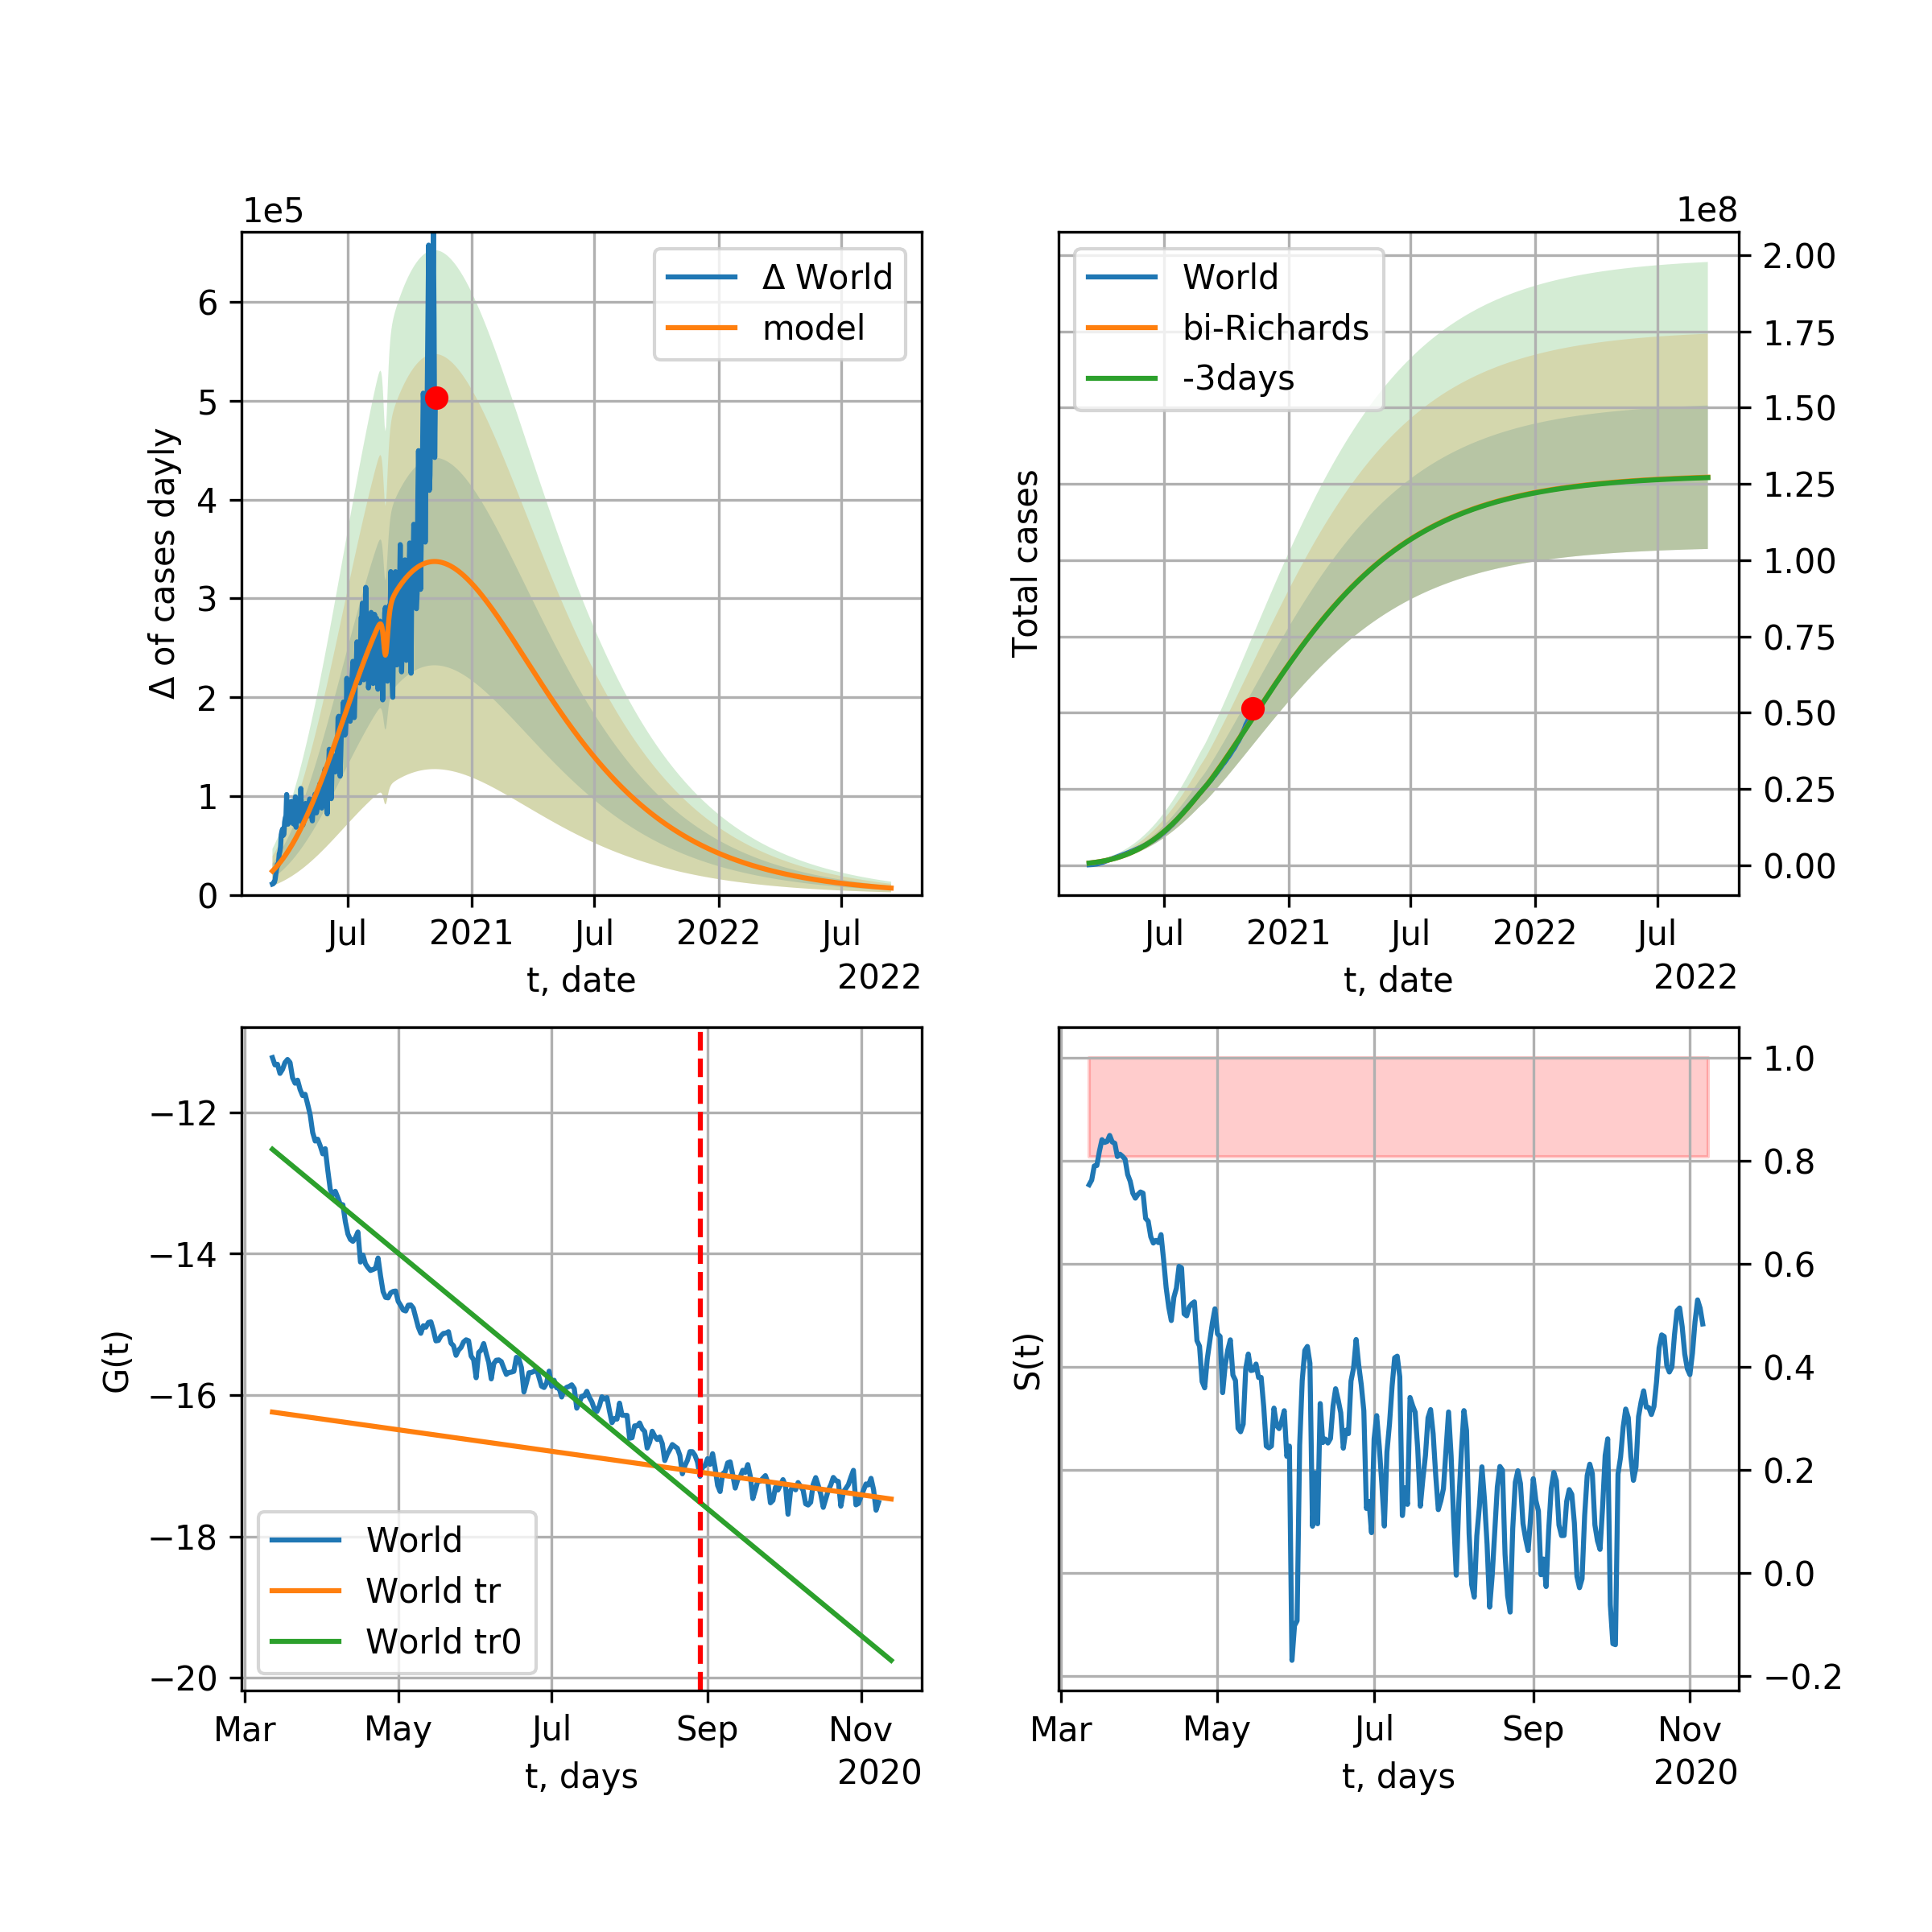 1e5
Δ World
model
6
5
4
3
2
1
0
Δ of cases dayly
Jul
2021
Jul
2022
Jul
t, date
2022
1e8
World
bi-Richards
-3days
2.00
1.75
1.50
1.25
1.00
0.75
0.50
0.25
0.00
Total cases
Jul
2021
Jul
2022
Jul
t, date
2022
−12
−14
−16
−18
−20
G(t)
World
World tr
World tr0
Mar
May
Jul
Sep
Nov
t, days
2020
1.0
0.8
0.6
0.4
0.2
0.0
−0.2
S(t)
Mar
May
Jul
Sep
Nov
t, days
2020